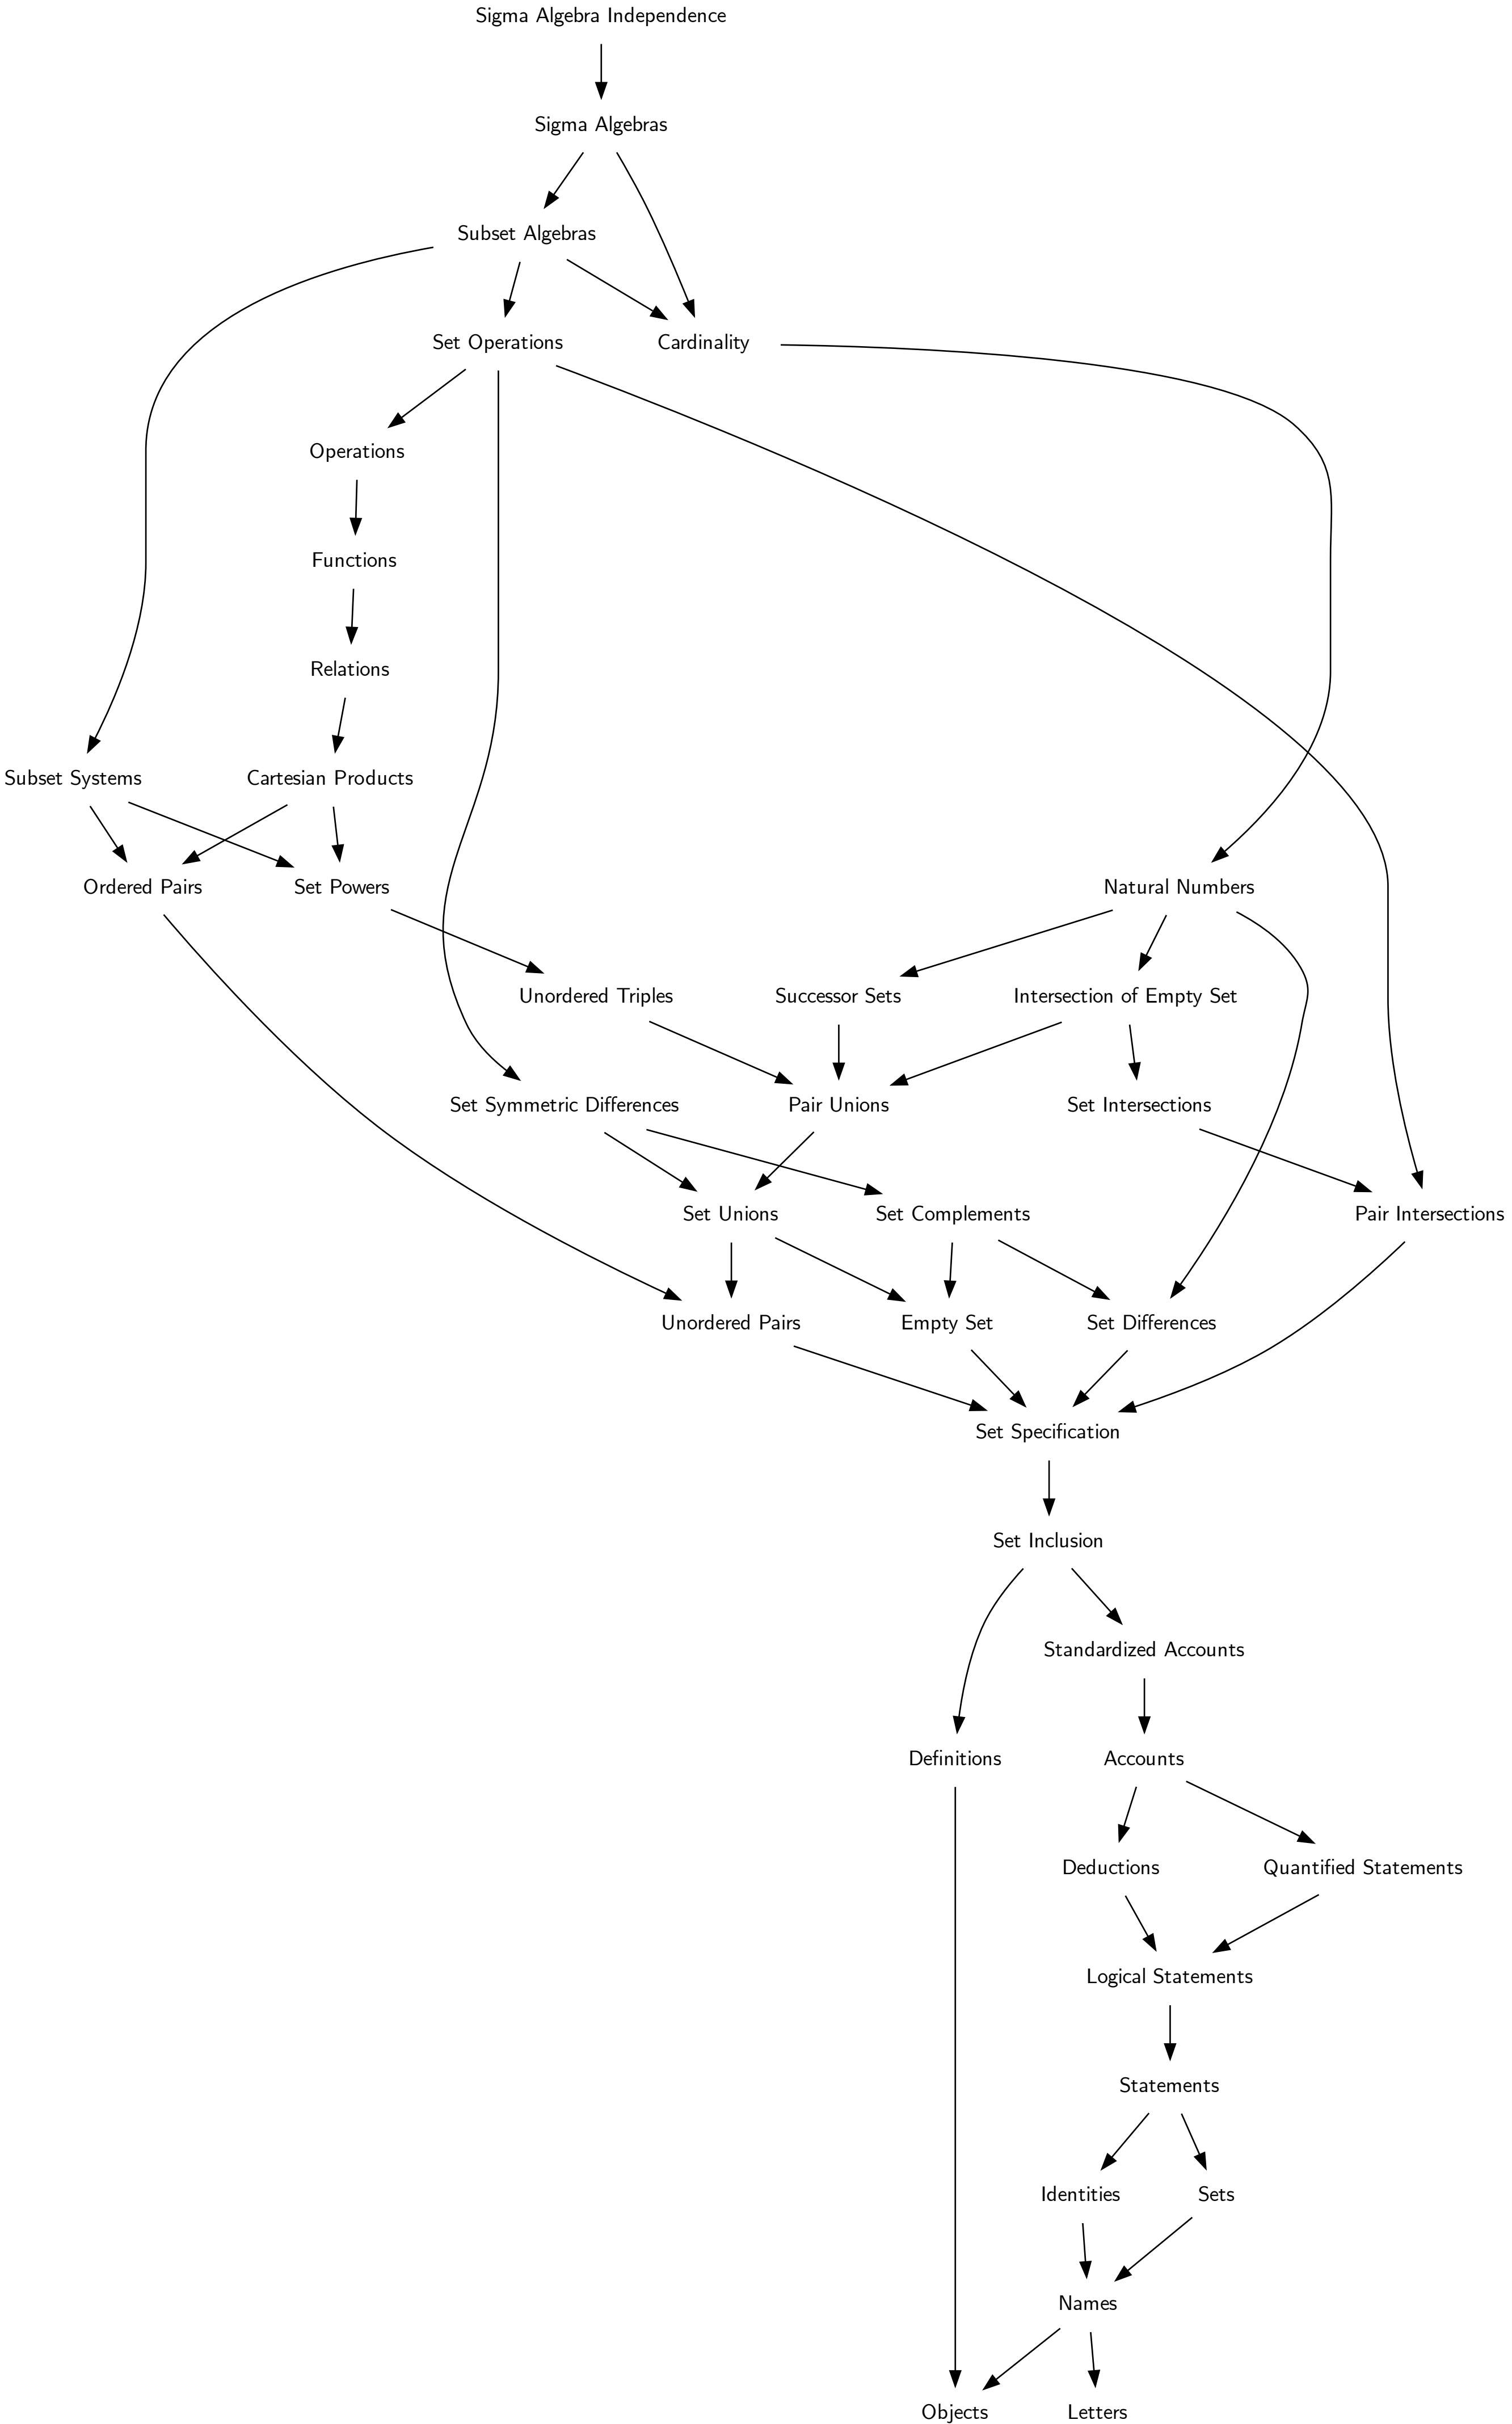 Sigma Algebra Independence
Sigma Algebras
Subset Algebras
Set Operations
Cardinality
Operations
Functions
Relations
Subset Systems
Cartesian Products
Ordered Pairs
Set Powers
Natural Numbers
Unordered Triples
Successor Sets
Intersection of Empty Set
Set Symmetric Differences
Pair Unions
Set Intersections
Set Unions
Set Complements
Pair Intersections
Unordered Pairs
Empty Set
Set Differences
Set Specification
Set Inclusion
Standardized Accounts
Definitions
Accounts
Deductions
Quantified Statements
Logical Statements
Statements
Identities
Sets
Names
Objects
Letters